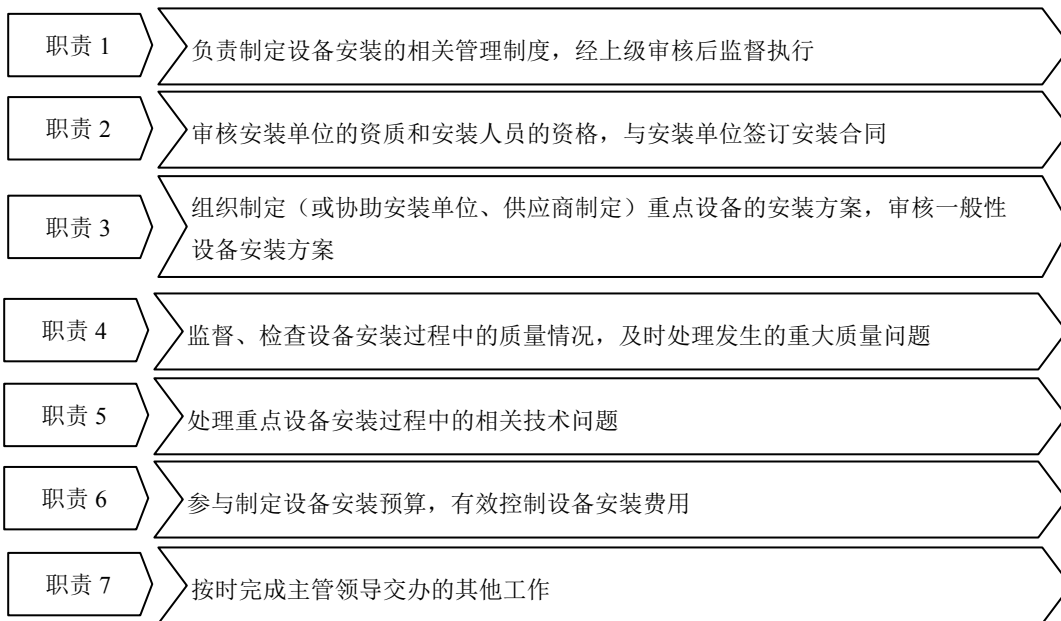 职责 1
负责制定设备安装的相关管理制度，经上级审核后监督执行
职责 2
审核安装单位的资质和安装人员的资格，与安装单位签订安装合同
职责 3
组织制定（或协助安装单位、供应商制定）重点设备的安装方案，审核一般性
设备安装方案
职责 4
监督、检查设备安装过程中的质量情况，及时处理发生的重大质量问题
职责 5
处理重点设备安装过程中的相关技术问题
职责 6
参与制定设备安装预算，有效控制设备安装费用
职责 7
按时完成主管领导交办的其他工作